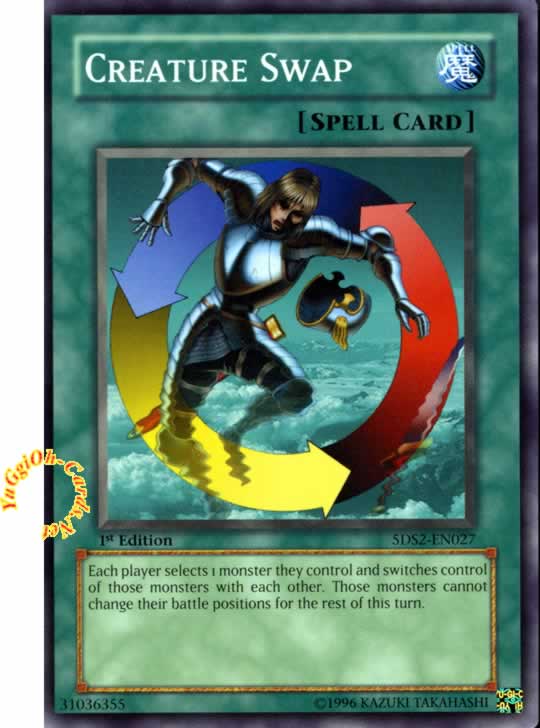 CREATURE SWAP
魔
[SPELL CARD]
YuGgiOh-Cards.Net
1st Edition
5DS2-EN027
Each player selects 1 monster they control and switches control
of those monsters with each other. Those monsters cannot
change their battle positions for the rest of this turn.
31036355
©1996 KAZUKI TAKAHASHI